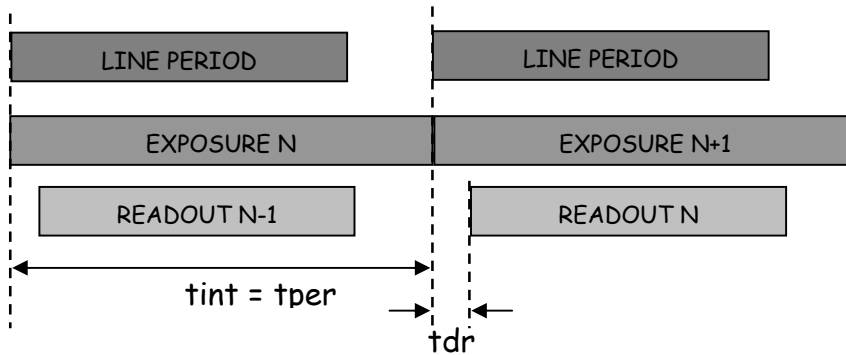 LINE PERIOD LINE PERIOD
EXPOSURE N EXPOSURE N+1
READOUT N-1 READOUT N
tint = tper
tdr